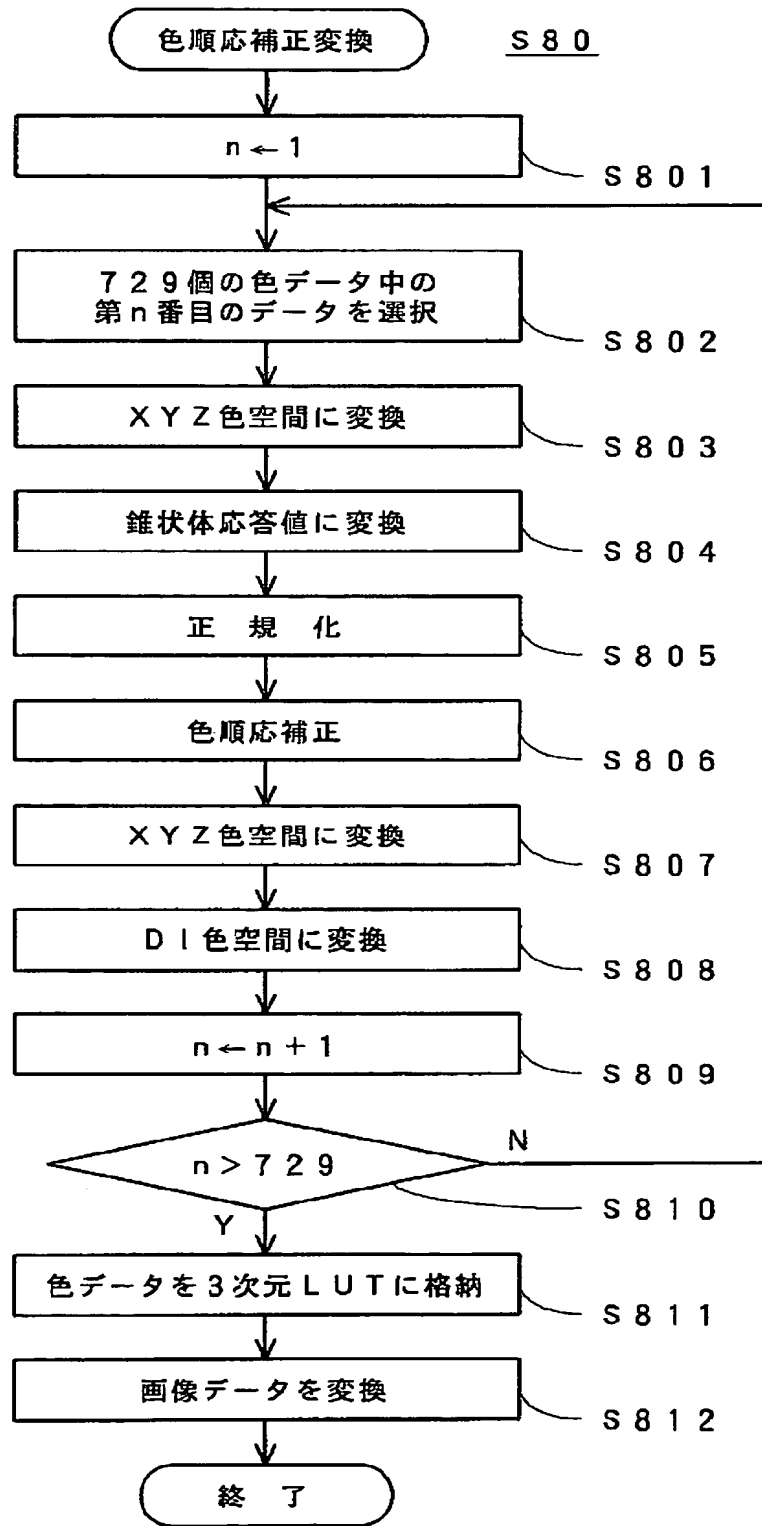 色順応補正変換
S80
n←1
S801
729個の色データ中の
第n番目のデータを選択
S802
XYZ色空間に変換
S803
錐状体応答値に変換
S804
正規化
S805
色順応補正
S806
XYZ色空間に変換
S807
DI色空間に変換
S808
n←n+1
S809
n>729
N
S810
Y
色データを3次元LUTに格納
S811
画像データを変換
S812
終了